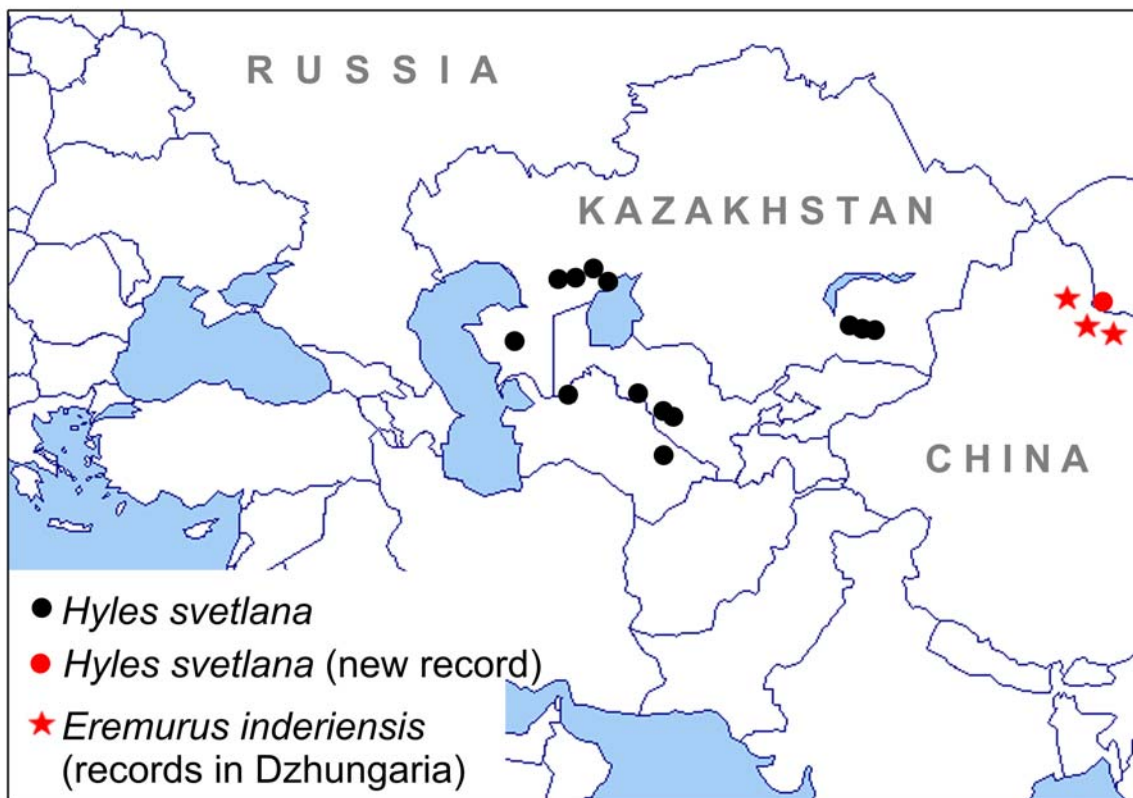 RUSSIA
KAZAKHSTAN
CHINA
Hyles svetlana
Hyles svetlana (new record)
Eremurus inderiensis
(records in Dzhungaria)